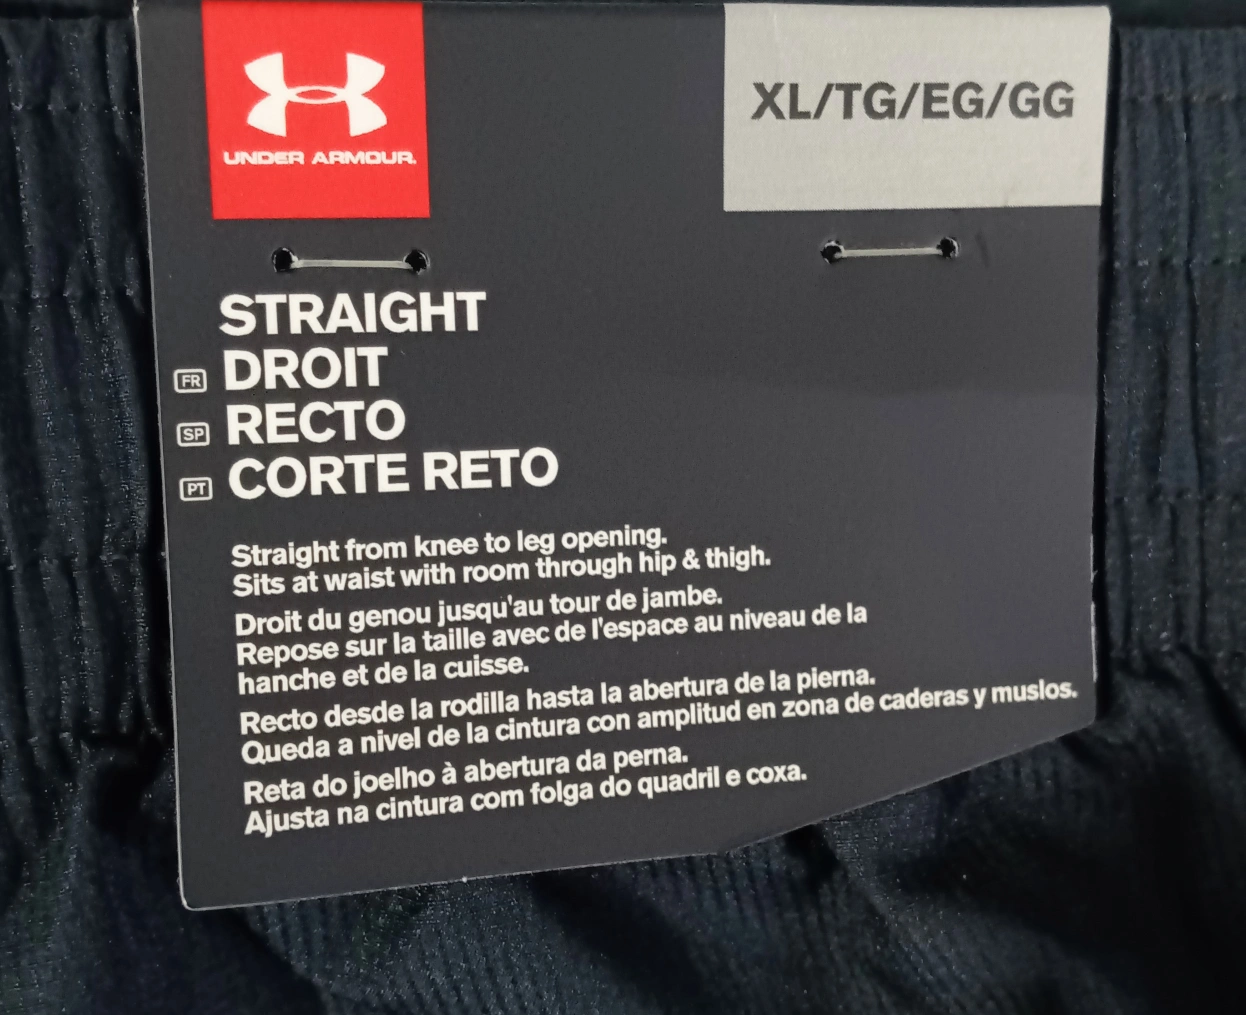 UNDER ARMOUR.
XL/TG/EG/GG
STRAIGHT
FR DROIT
SP RECTO
PT CORTE RETO
Straight from knee to leg opening.
Sits at waist with room through hip & thigh.
Droit du genou jusqu'au tour de jambe.
Repose sur la taille avec de l'espace au niveau de la
hanche et de la cuisse.
Recto desde la rodilla hasta la abertura de la pierna.
Queda a nivel de la cintura con amplitud en zona de caderas y muslos.
Reta do joelho à abertura da perna.
Ajusta na cintura com folga do quadril e coxa.